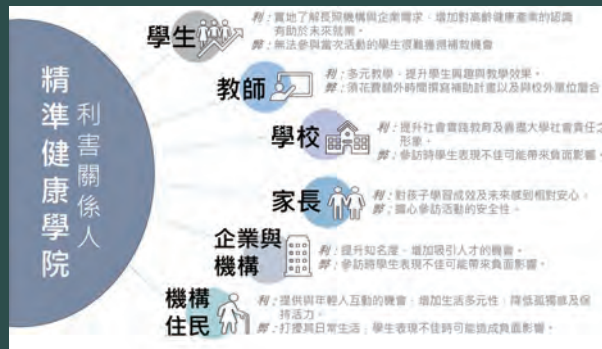 精準健康學院
利害關係人
學生
利：實地了解長照機構與企業需求，增加對高齡健康產業的認識
有助於未來就業。
弊：無法參與當次活動的學生很難獲得補救機會
教師
利：多元教學，提升學生興趣與教學效果。
弊：須花費額外時間撰寫補助計畫以及與校外單位磨合
學校
利：提升社會實踐教育及善盡大學社會責任之
形象。
弊：參訪時學生表現不佳可能帶來負面影響。
家長
利：對孩子學習成效及未來感到相對安心。
弊：擔心參訪活動的安全性。
企業與
機構
利：提升知名度，增加吸引人才的機會。
弊：參訪時學生表現不佳可能帶來負面影響。
機構
住民
利：提供與年輕人互動的機會，增加生活多元性，降低孤獨感及保
持活力。
弊：打擾其日常生活；學生表現不佳時可能造成負面影響。